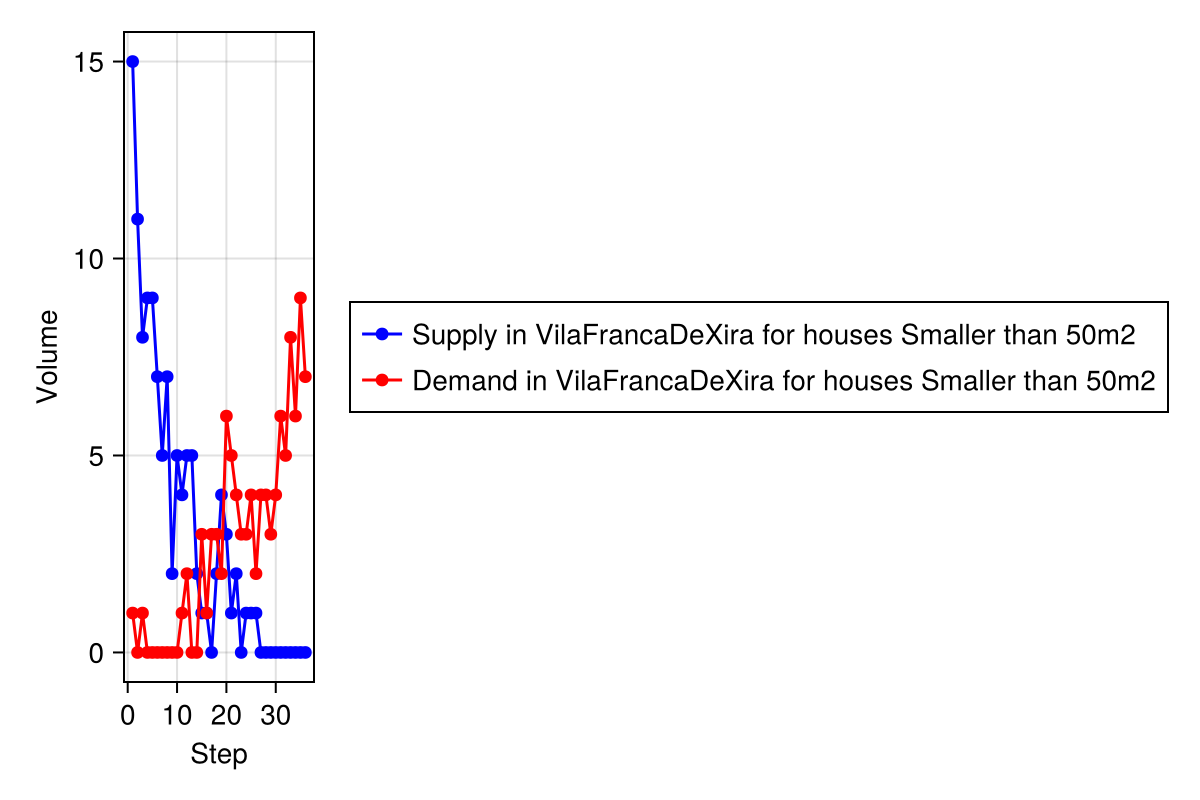 15
10
5
0
Volume
0 10 20 30
Step
Supply in VilaFrancaDeXira for houses Smaller than 50m2
Demand in VilaFrancaDeXira for houses Smaller than 50m2